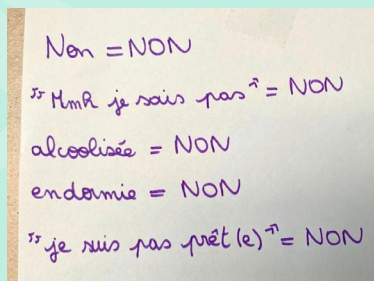 Non = NON
"Mmh je sais pas" = NON
alcoolisée = NON
endormie = NON
"je suis pas prêt(e)" = NON